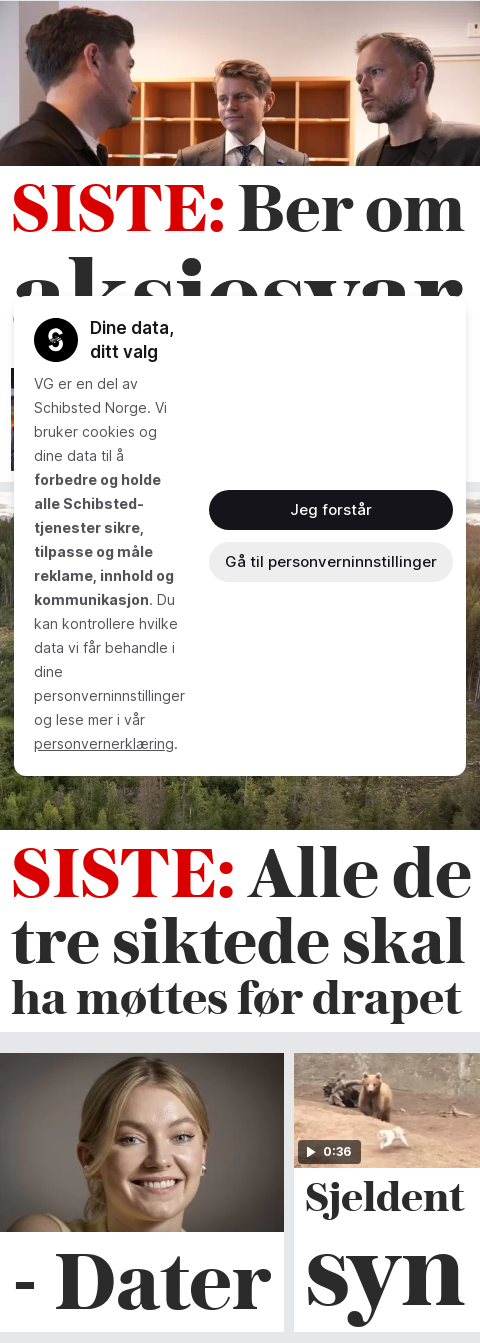 SISTE: Ber om
aksjesvar
Dine data,
ditt valg
VG er en del av
Schibsted Norge. Vi
bruker cookies og
dine data til å
forbedre og holde
alle Schibsted-
tjenester sikre,
tilpasse og måle
reklame, innhold og
kommunikasjon. Du
kan kontrollere hvilke
data vi får behandle i
dine
personverninnstillinger
og lese mer i vår
personvernerklæring.
Jeg forstår
Gå til personverninnstillinger
SISTE: Alle de
tre siktede skal
ha møttes før drapet
- Dater
0:36
Sjeldent
syn